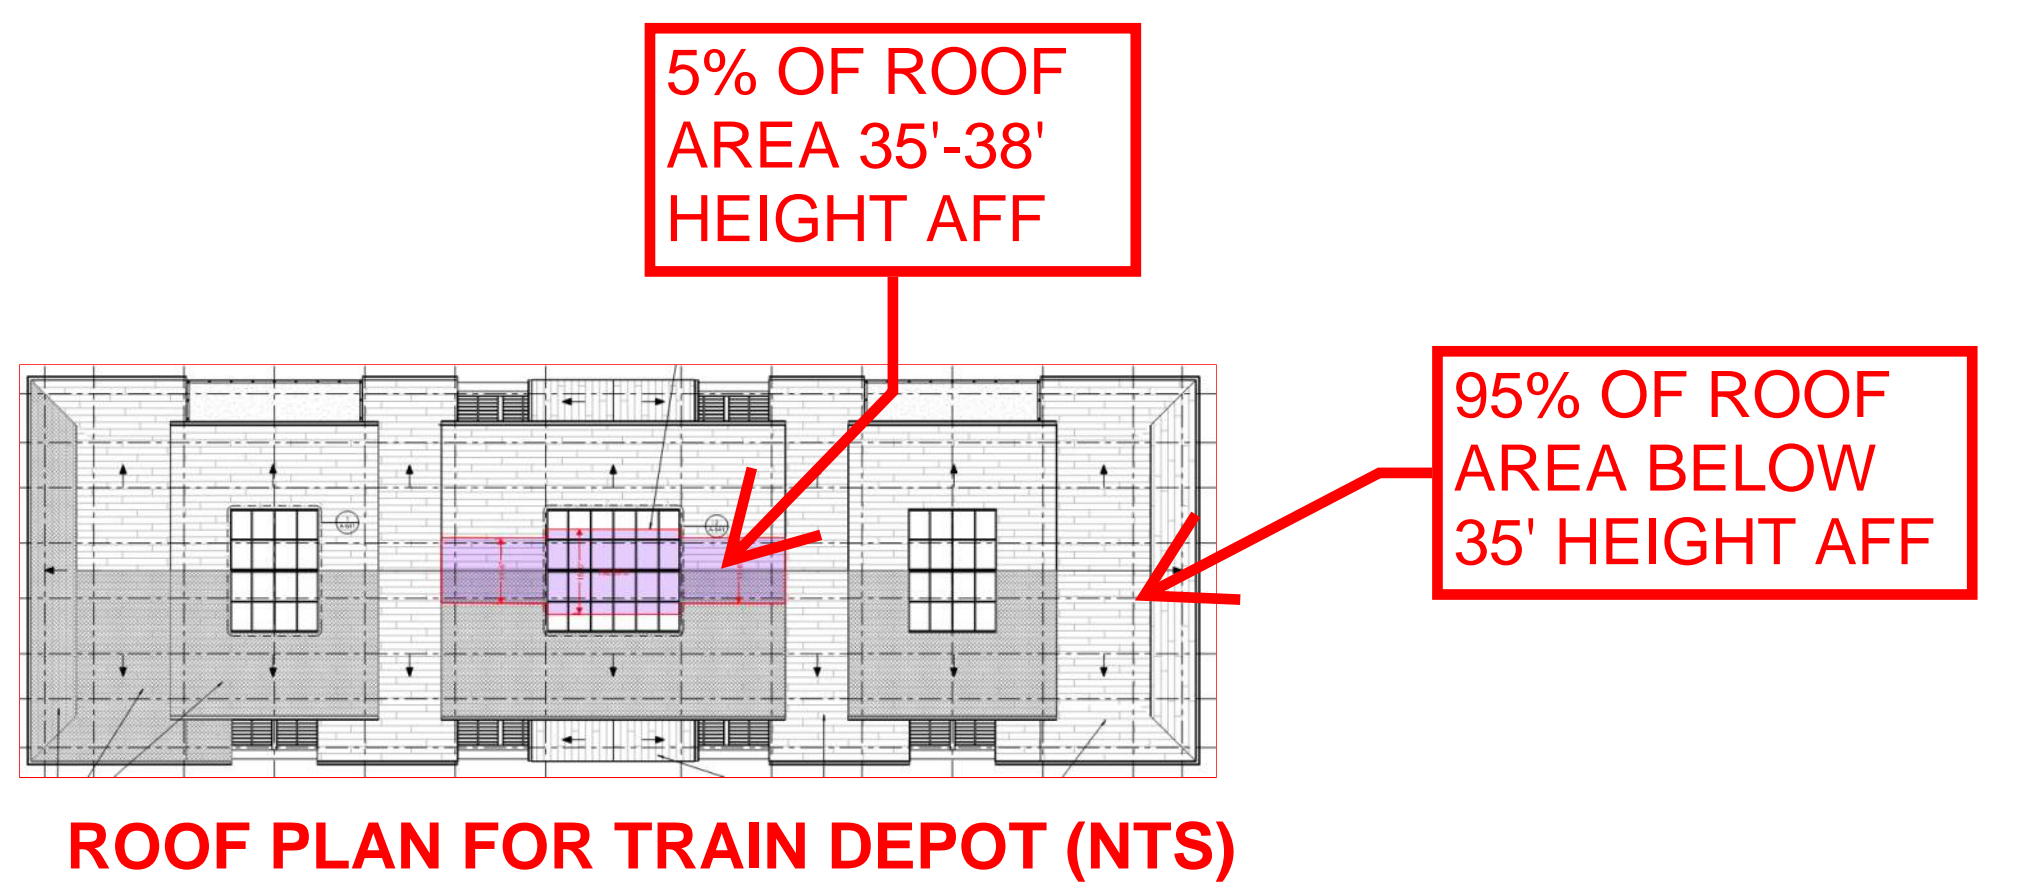 5% OF ROOF
AREA 35'-38'
HEIGHT AFF
95% OF ROOF
AREA BELOW
35' HEIGHT AFF
ROOF PLAN FOR TRAIN DEPOT (NTS)